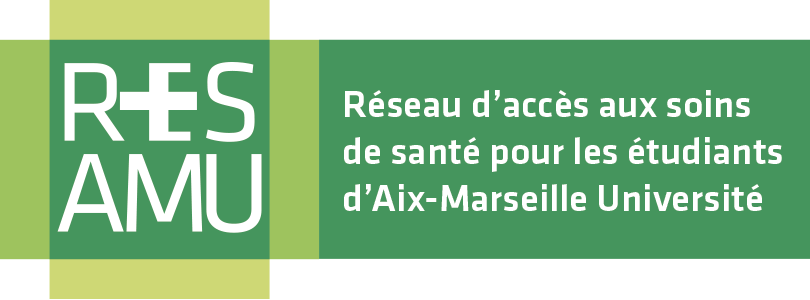 RES
AMU
Réseau d’accès aux soins
de santé pour les étudiants
d’Aix-Marseille Université